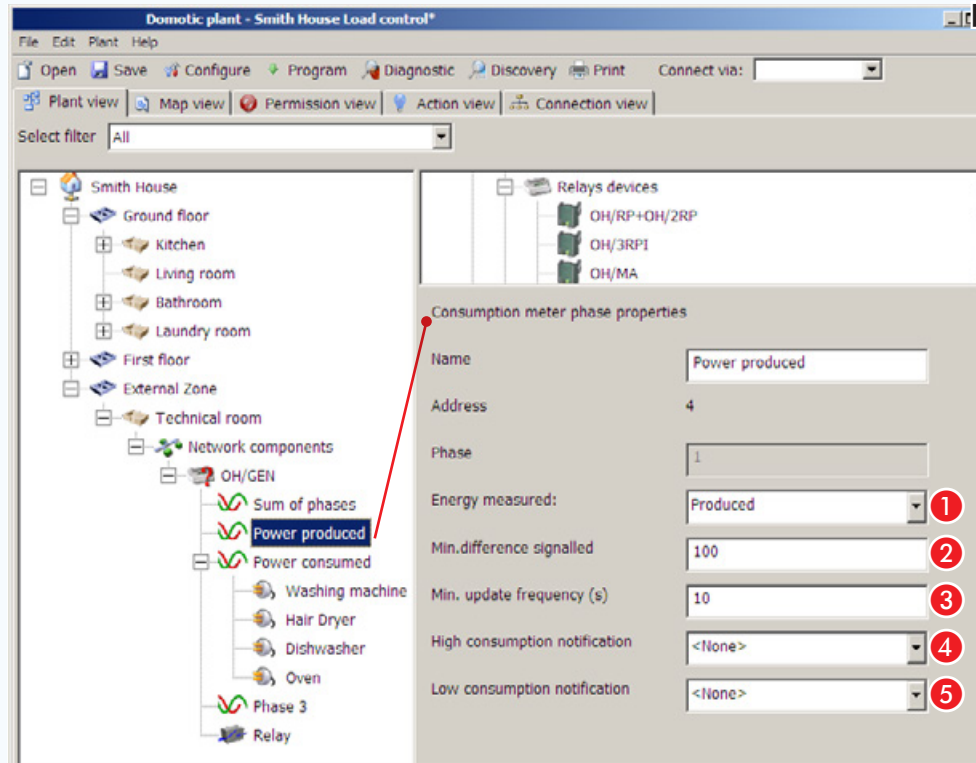 Domotic plant - Smith House Load control*
File Edit Plant Help
Open Save Configure Program Diagnostic Discovery Print Connect via:
Plant view Map view Permission view Action view Connection view
Select filter All
Smith House
Ground floor
Kitchen
Living room
Bathroom
Laundry room
First floor
External Zone
Technical room
Network components
OH/GEN
Sum of phases
Power produced
Power consumed
Washing machine
Hair Dryer
Dishwasher
Oven
Phase 3
Relay
Relays devices
OH/RP+OH/2RP
OH/3RPI
OH/MA
Consumption meter phase properties
Name Power produced
Address 4
Phase 1
Energy measured: Produced 1
Min.difference signalled 100 2
Min. update frequency (s) 10 3
High consumption notification <None> 4
Low consumption notification <None> 5